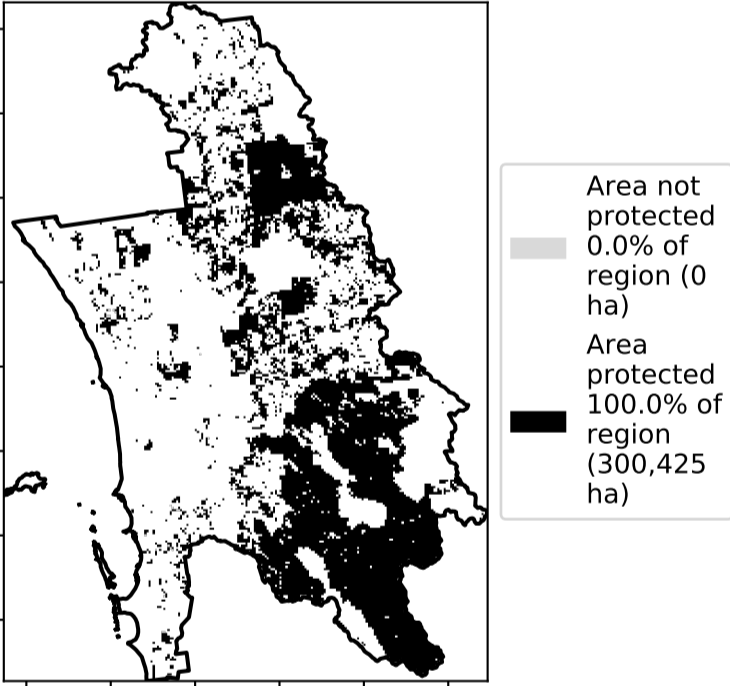 Area not
protected
0.0% of
region (0
ha)
Area
protected
100.0% of
region
(300,425
ha)